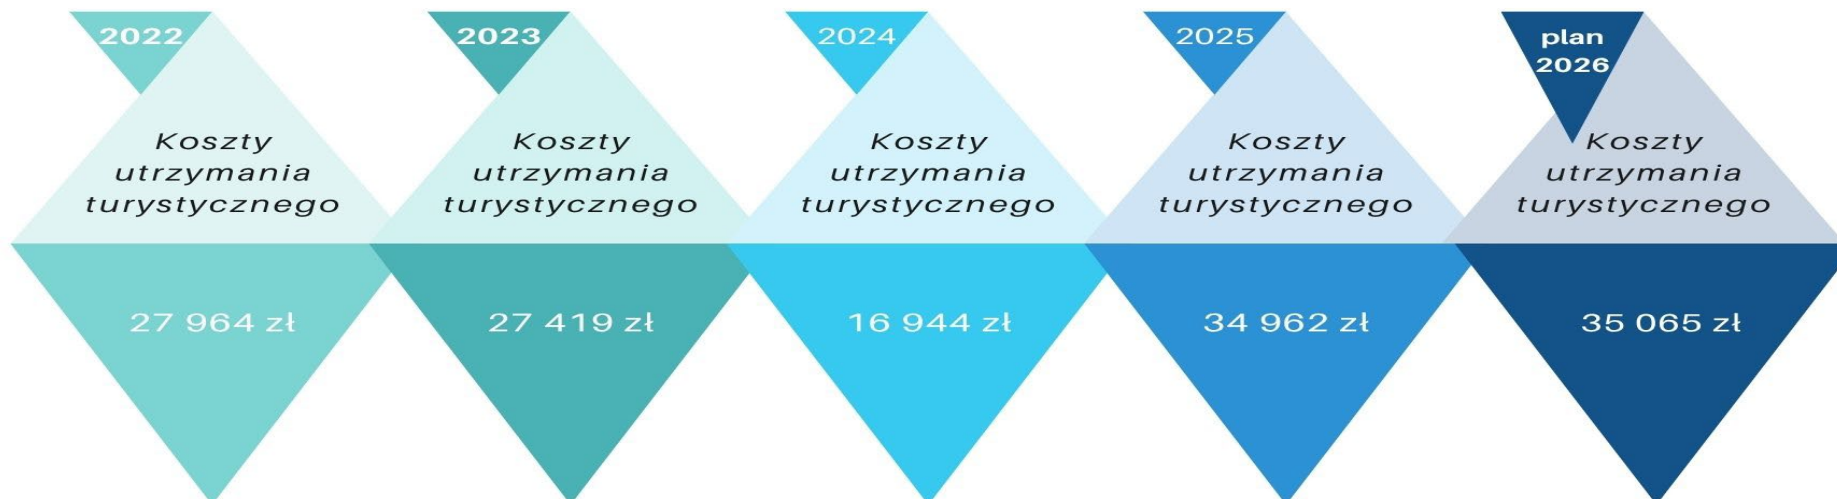 2022
Koszty
utrzymania
turystycznego
27 964 zł
2023
Koszty
utrzymania
turystycznego
27 419 zł
2024
Koszty
utrzymania
turystycznego
16 944 zł
2025
Koszty
utrzymania
turystycznego
34 962 zł
plan
2026
Koszty
utrzymania
turystycznego
35 065 zł